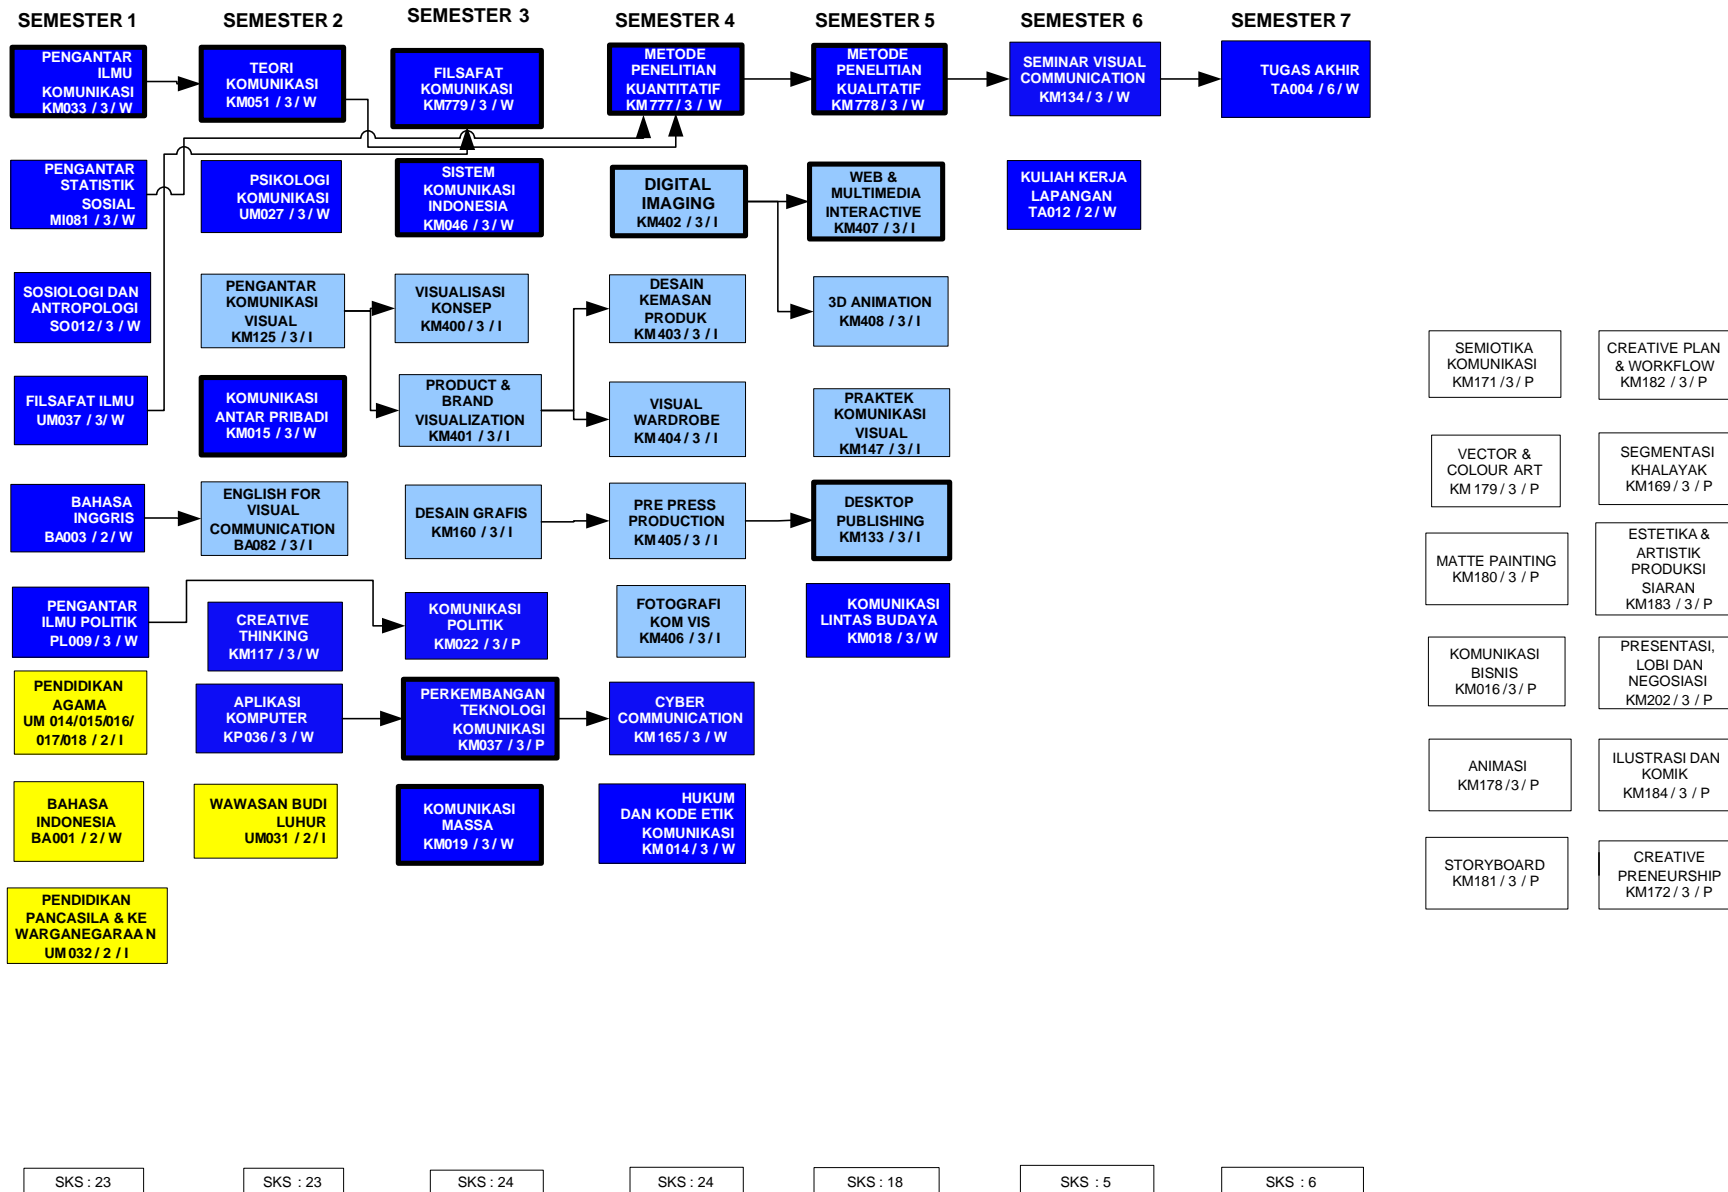 SEMESTER 1
SEMESTER 2
SEMESTER 3
SEMESTER 4
SEMESTER 5
SEMESTER 6
SEMESTER 7
PENGANTAR
ILMU
KOMUNIKASI
KM033 / 3 / W
TEORI
KOMUNIKASI
KM051 / 3 / W
FILSAFAT
KOMUNIKASI
KM779 / 3 / W
METODE
PENELITIAN
KUANTITATIF
KM 777 / 3 / W
METODE
PENELITIAN
KUALITATIF
KM 778 / 3 / W
SEMINAR VISUAL
COMMUNICATION
KM134 / 3 / W
TUGAS AKHIR
TA004 / 6 / W
PENGANTAR
STATISTIK
SOSIAL
MI081 / 3 / W
PSIKOLOGI
KOMUNIKASI
UM027 / 3 / W
SISTEM
KOMUNIKASI
INDONESIA
KM046 / 3 / W
DIGITAL
IMAGING
KM402 / 3 / I
WEB &
MULTIMEDIA
INTERACTIVE
KM407 / 3 / I
KULIAH KERJA
LAPANGAN
TA012 / 2 / W
SOSIOLOGI DAN
ANTROPOLOGI
SO012 / 3 / W
PENGANTAR
KOMUNIKASI
VISUAL
KM125 / 3 / I
VISUALISASI
KONSEP
KM400 / 3 / I
DESAIN
KEMASAN
PRODUK
KM 403 / 3 / I
3D ANIMATION
KM408 / 3 / I
FILSAFAT ILMU
UM037 / 3/ W
KOMUNIKASI
ANTAR PRIBADI
KM015 / 3 / W
PRODUCT &
BRAND
VISUALIZATION
KM401 / 3 / I
VISUAL
WARDROBE
KM 404 / 3 / I
PRAKTEK
KOMUNIKASI
VISUAL
KM147 / 3 / I
BAHASA
INGGRIS
BA003 / 2 / W
ENGLISH FOR
VISUAL
COMMUNICATION
BA082 / 3 / I
DESAIN GRAFIS
KM160 / 3 / I
PRE PRESS
PRODUCTION
KM 405 / 3 / I
DESKTOP
PUBLISHING
KM133 / 3 / I
PENGANTAR
ILMU POLITIK
PL009 / 3 / W
CREATIVE
THINKING
KM117 / 3 / W
KOMUNIKASI
POLITIK
KM022 / 3 / P
FOTOGRAFI
KOM VIS
KM406 / 3 / I
KOMUNIKASI
LINTAS BUDAYA
KM018 / 3 / W
PENDIDIKAN
AGAMA
UM 014/015/016/
017/018 / 2 / I
APLIKASI
KOMPUTER
KP036 / 3 / W
PERKEMBANGAN
TEKNOLOGI
KOMUNIKASI
KM037 / 3 / P
CYBER
COMMUNICATION
KM 165 / 3 / W
BAHASA
INDONESIA
BA001 / 2 / W
WAWASAN BUDI
LUHUR
UM031 / 2 / I
KOMUNIKASI
MASSA
KM019 / 3 / W
HUKUM
DAN KODE ETIK
KOMUNIKASI
KM 014 / 3 / W
PENDIDIKAN
PANCASILA & KE
WARGANEGARAA N
UM 032 / 2 / I
SEMIOTIKA
KOMUNIKASI
KM171 / 3 / P
CREATIVE PLAN
& WORKFLOW
KM182 / 3 / P
VECTOR &
COLOUR ART
KM 179 / 3 / P
SEGMENTASI
KHALAYAK
KM169 / 3 / P
MATTE PAINTING
KM180 / 3 / P
ESTETIKA &
ARTISTIK
PRODUKSI
SIARAN
KM183 / 3 / P
KOMUNIKASI
BISNIS
KM016 / 3 / P
PRESENTASI,
LOBI DAN
NEGOSIASI
KM202 / 3 / P
ANIMASI
KM178 / 3 / P
ILUSTRASI DAN
KOMIK
KM184 / 3 / P
STORYBOARD
KM181 / 3 / P
CREATIVE
PRENEURSHIP
KM172 / 3 / P
SKS : 23
SKS : 23
SKS : 24
SKS : 24
SKS : 18
SKS : 5
SKS : 6